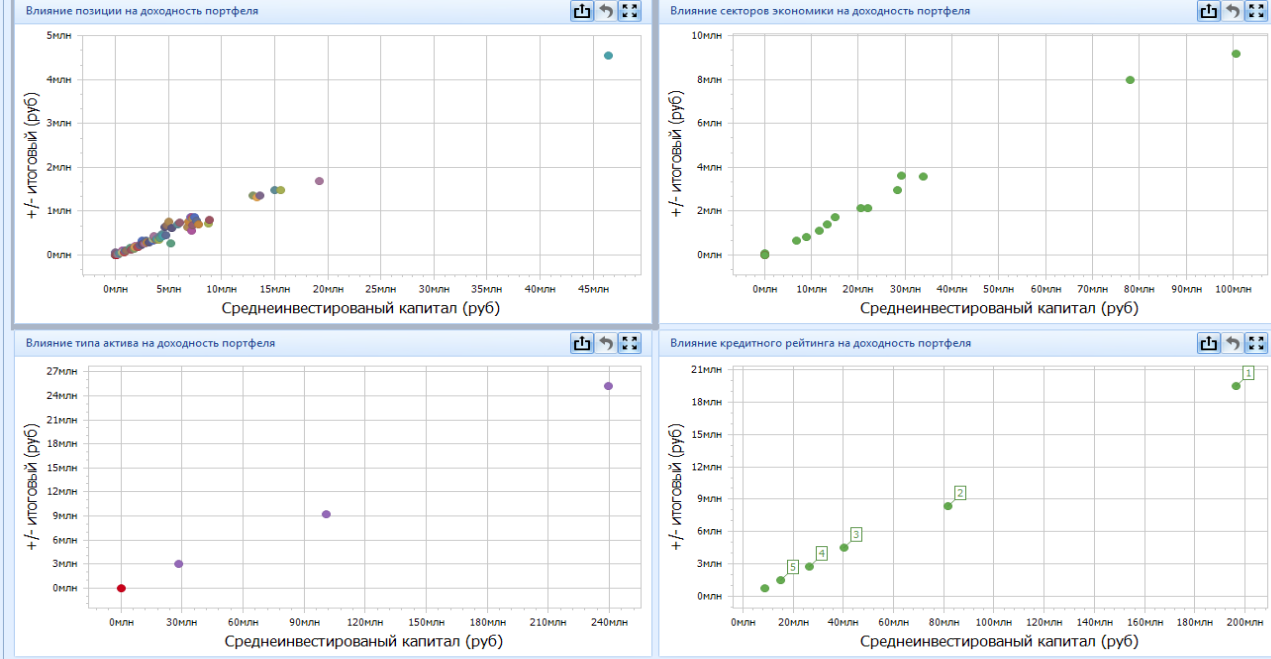 Влияние позиции на доходность портфеля
5млн
4млн
3млн
2млн
1млн
0млн
+/- итоговый (руб)
0млн 5млн 10млн 15млн 20млн 25млн 30млн 35млн 40млн 45млн
Среднеинвестированый капитал (руб)
Влияние секторов экономики на доходность портфеля
10млн
8млн
6млн
4млн
2млн
0млн
+/- итоговый (руб)
0млн 10млн 20млн 30млн 40млн 50млн 60млн 70млн 80млн 90млн 100млн
Среднеинвестированый капитал (руб)
Влияние типа актива на доходность портфеля
27млн
24млн
21млн
18млн
15млн
12млн
9млн
6млн
3млн
0млн
+/- итоговый (руб)
0млн 30млн 60млн 90млн 120млн 150млн 180млн 210млн 240млн
Среднеинвестированый капитал (руб)
Влияние кредитного рейтинга на доходность портфеля
21млн
18млн
15млн
12млн
9млн
6млн
3млн
0млн
+/- итоговый (руб)
1
2
3
4
5
0млн 20млн 40млн 60млн 80млн 100млн 120млн 140млн 160млн 180млн 200млн
Среднеинвестированый капитал (руб)